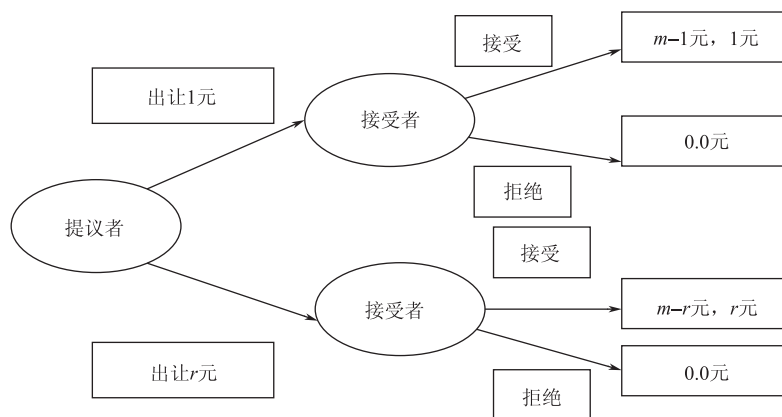 接受
m–1元，1元
出让1元
接受者
0.0元
拒绝
提议者
接受
接受者
m–r元，r元
出让r元
0.0元
拒绝